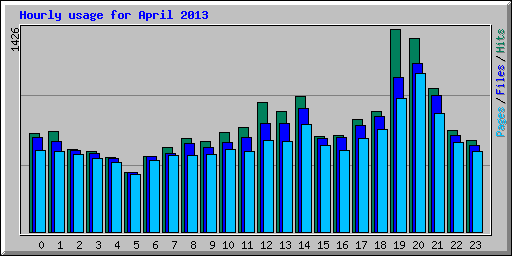 Hourly usage for April 2013
1426
Pages/Files/Hits
0 1 2 3 4 5 6 7 8 9 10 11 12 13 14 15 16 17 18 19 20 21 22 23